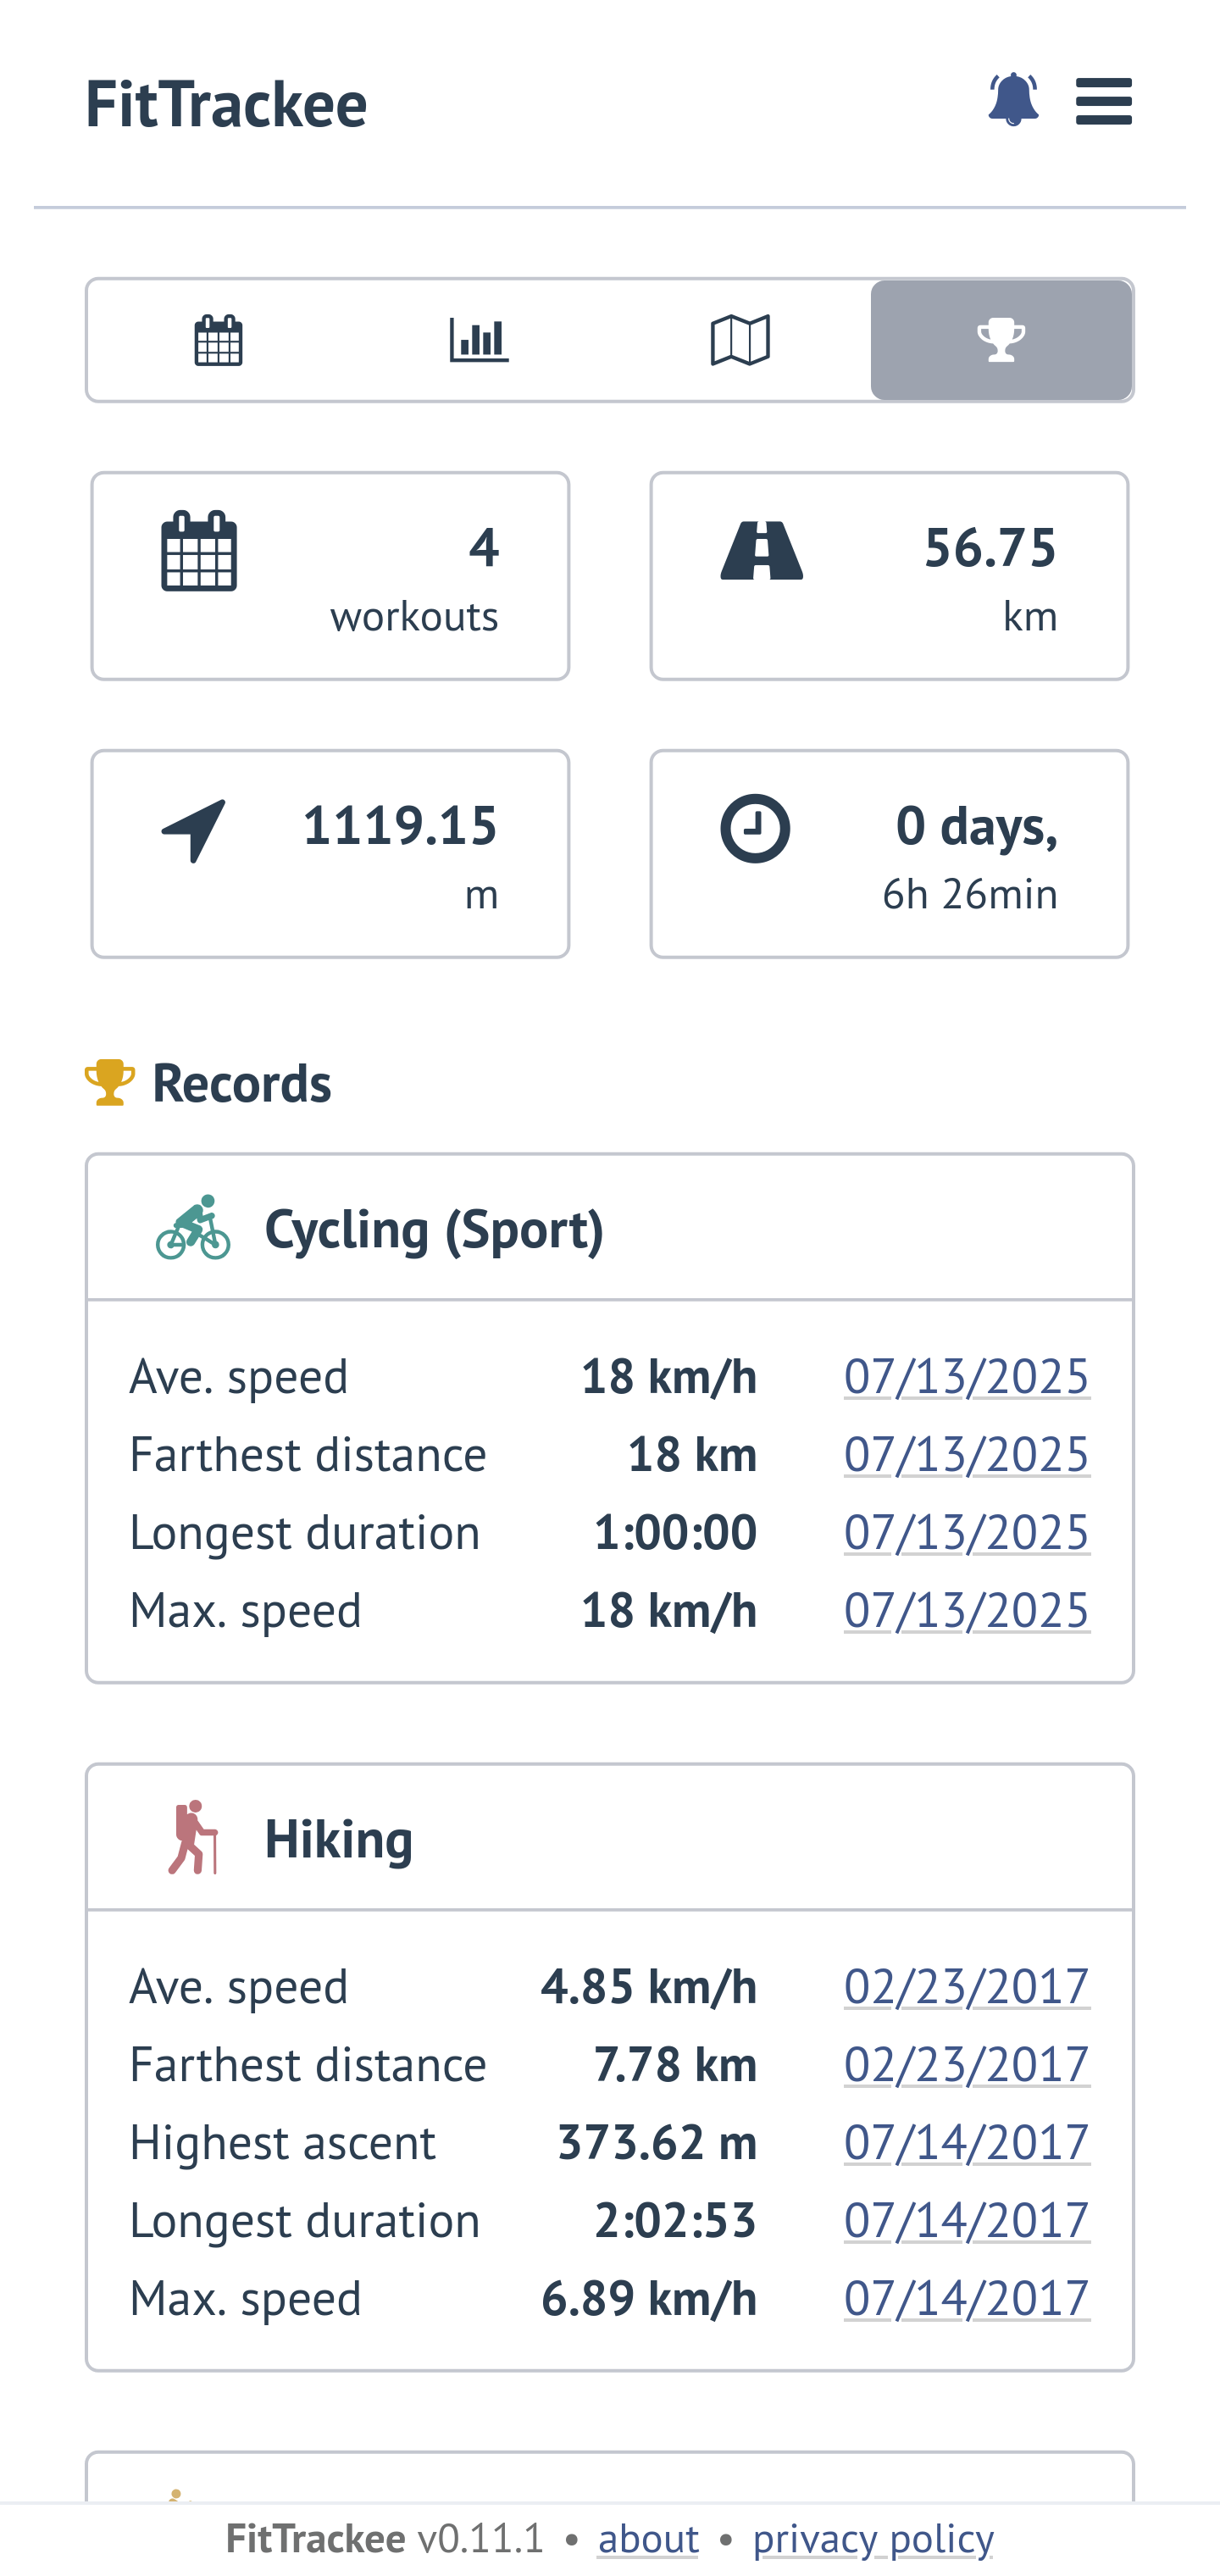 FitTrackee
4
workouts
56.75
km
1119.15
m
0 days,
6h 26min
Records
Cycling (Sport)
Ave. speed 18 km/h 07/13/2025
Farthest distance 18 km 07/13/2025
Longest duration 1:00:00 07/13/2025
Max. speed 18 km/h 07/13/2025
Hiking
Ave. speed 4.85 km/h 02/23/2017
Farthest distance 7.78 km 02/23/2017
Highest ascent 373.62 m 07/14/2017
Longest duration 2:02:53 07/14/2017
Max. speed 6.89 km/h 07/14/2017
FitTrackee v0.11.1 • about • privacy policy